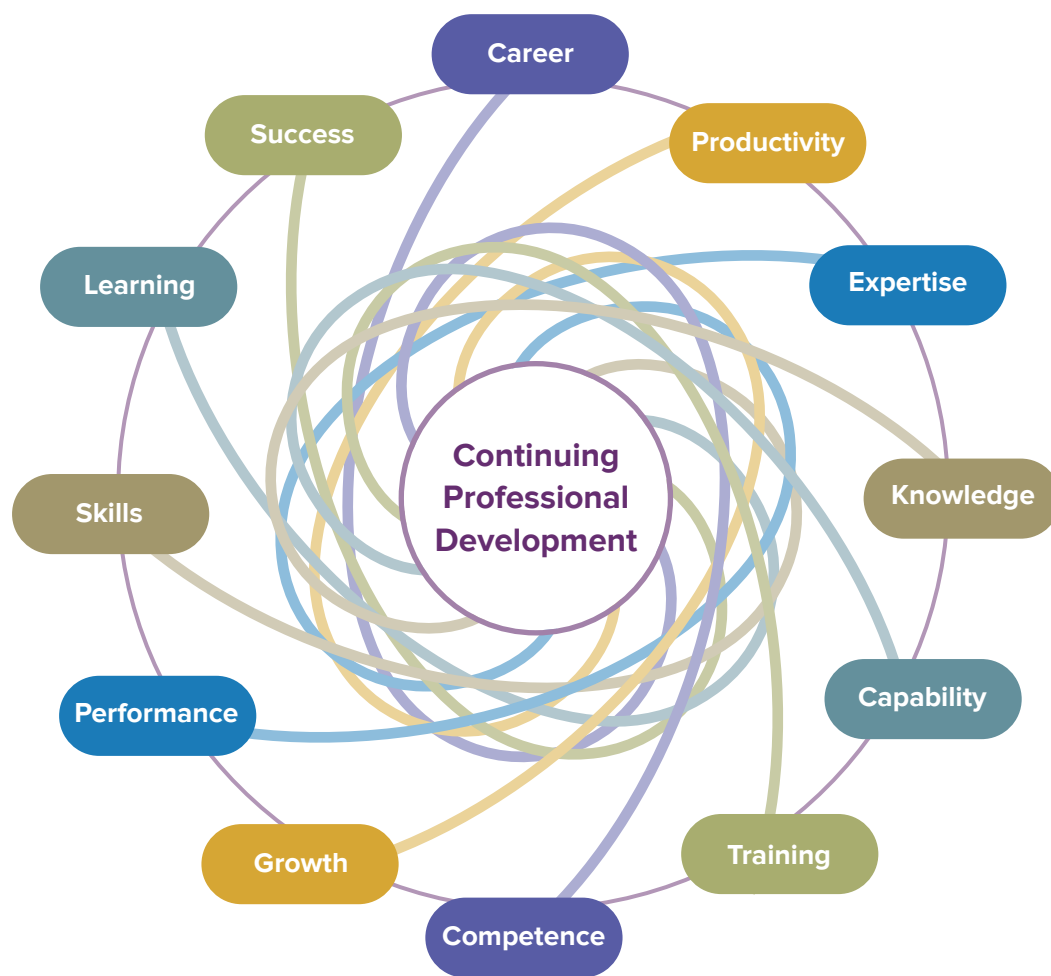 Career
Success
Productivity
Learning
Expertise
Continuing
Professional
Development
Skills
Knowledge
Performance
Capability
Growth
Training
Competence